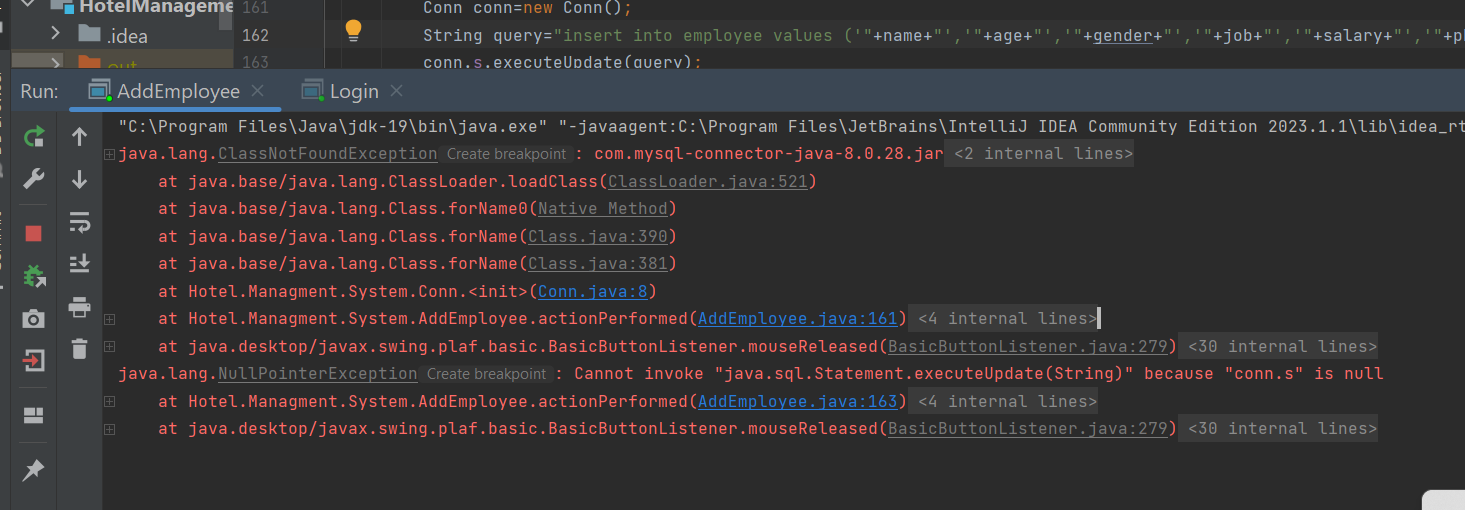 HotelManageme
.idea
out
161 Conn conn=new Conn();
162 String query="insert into employee values ('"+name+"','"+age+"','"+gender+"','"+job+"','"+salary+"','"+ph
163 conn.s.executeUpdate(query);
Run: AddEmployee Login
"C:\Program Files\Java\jdk-19\bin\java.exe" "-javaagent:C:\Program Files\JetBrains\IntelliJ IDEA Community Edition 2023.1.1\lib\idea_rt
java.lang.ClassNotFoundException Create breakpoint : com.mysql-connector-java-8.0.28.jar <2 internal lines>
at java.base/java.lang.ClassLoader.loadClass(ClassLoader.java:521)
at java.base/java.lang.Class.forName0(Native Method)
at java.base/java.lang.Class.forName(Class.java:390)
at java.base/java.lang.Class.forName(Class.java:381)
at Hotel.Managment.System.Conn.<init>(Conn.java:8)
at Hotel.Managment.System.AddEmployee.actionPerformed(AddEmployee.java:161) <4 internal lines>
at java.desktop/javax.swing.plaf.basic.BasicButtonListener.mouseReleased(BasicButtonListener.java:279) <30 internal lines>
java.lang.NullPointerException Create breakpoint : Cannot invoke "java.sql.Statement.executeUpdate(String)" because "conn.s" is null
at Hotel.Managment.System.AddEmployee.actionPerformed(AddEmployee.java:163) <4 internal lines>
at java.desktop/javax.swing.plaf.basic.BasicButtonListener.mouseReleased(BasicButtonListener.java:279) <30 internal lines>